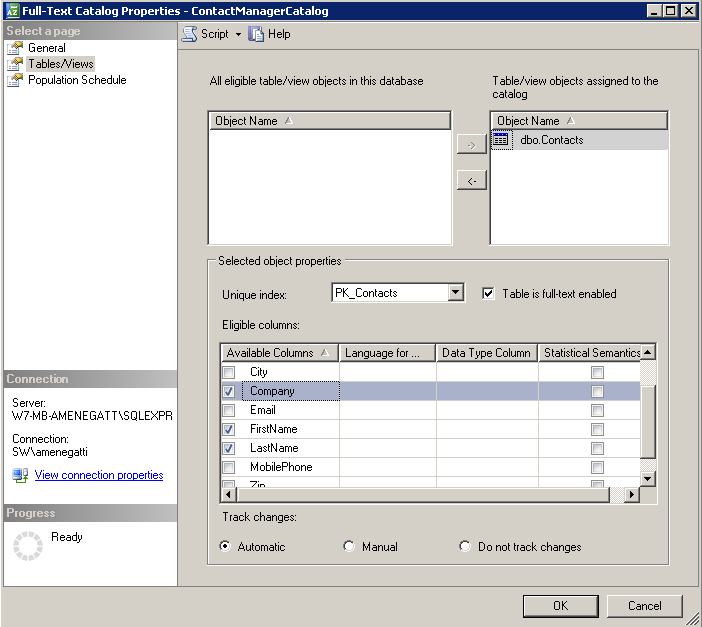 Full-Text Catalog Properties - ContactManagerCatalog
Select a page
General
Tables/Views
Population Schedule
Script
Help
All eligible table/view objects in this database
Table/view objects assigned to the
catalog
Object Name
Object Name
dbo.Contacts
->
<-
Selected object properties
Unique index:
PK_Contacts
Table is full-text enabled
Eligible columns:
Available Columns
Language for ...
Data Type Column
Statistical Semantics
City
Company
Email
FirstName
LastName
MobilePhone
Zip
Track changes:
Automatic
Manual
Do not track changes
Connection
Server:
W7-MB-AMENEGATT\SQLEXPR
Connection:
SW\amenegatti
View connection properties
Progress
Ready
OK
Cancel